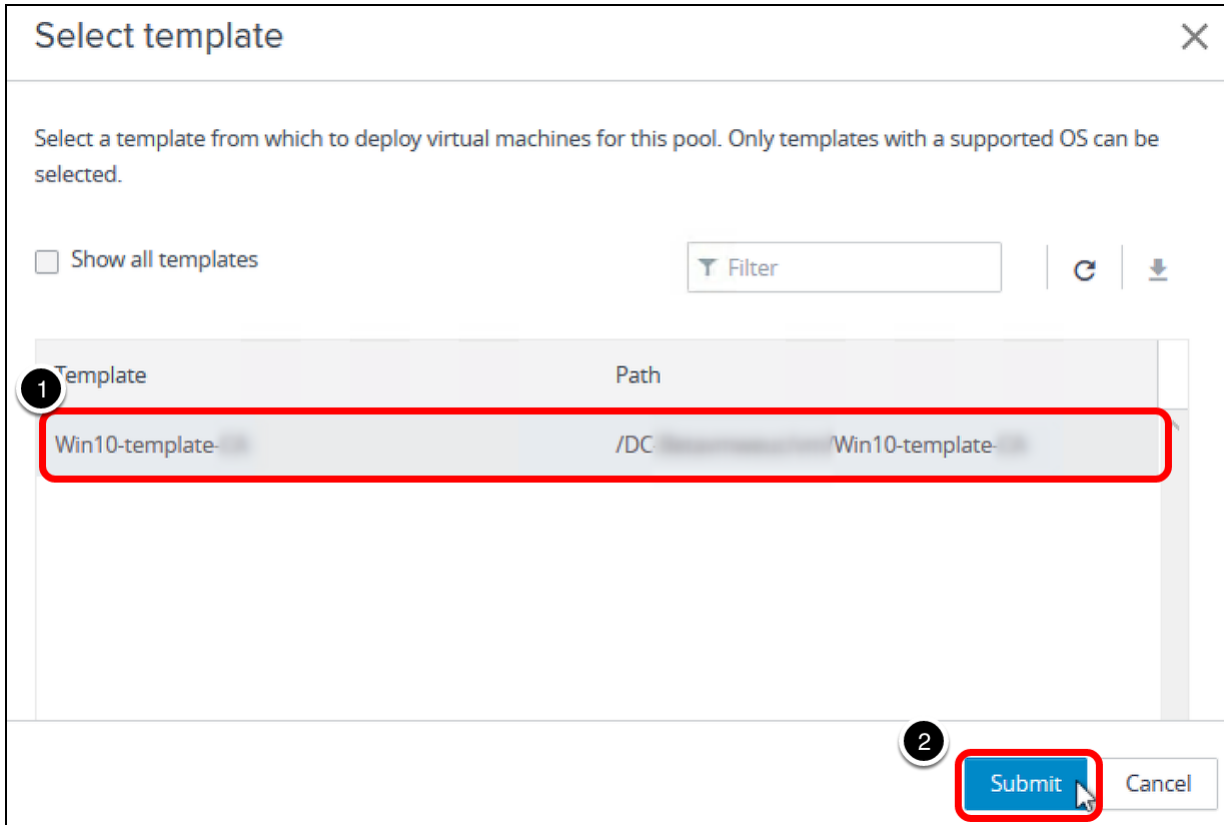 Select template
Select a template from which to deploy virtual machines for this pool. Only templates with a supported OS can be
selected.
Show all templates
Filter
Template Path
1
Win10-template- /DC Win10-template-
2
Submit Cancel